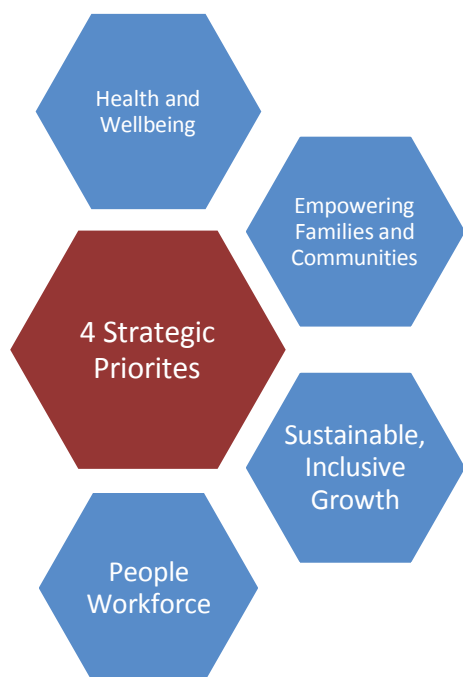 Health and
Wellbeing
Empowering
Families and
Communities
4 Strategic
Priorites
Sustainable,
Inclusive
Growth
People
Workforce